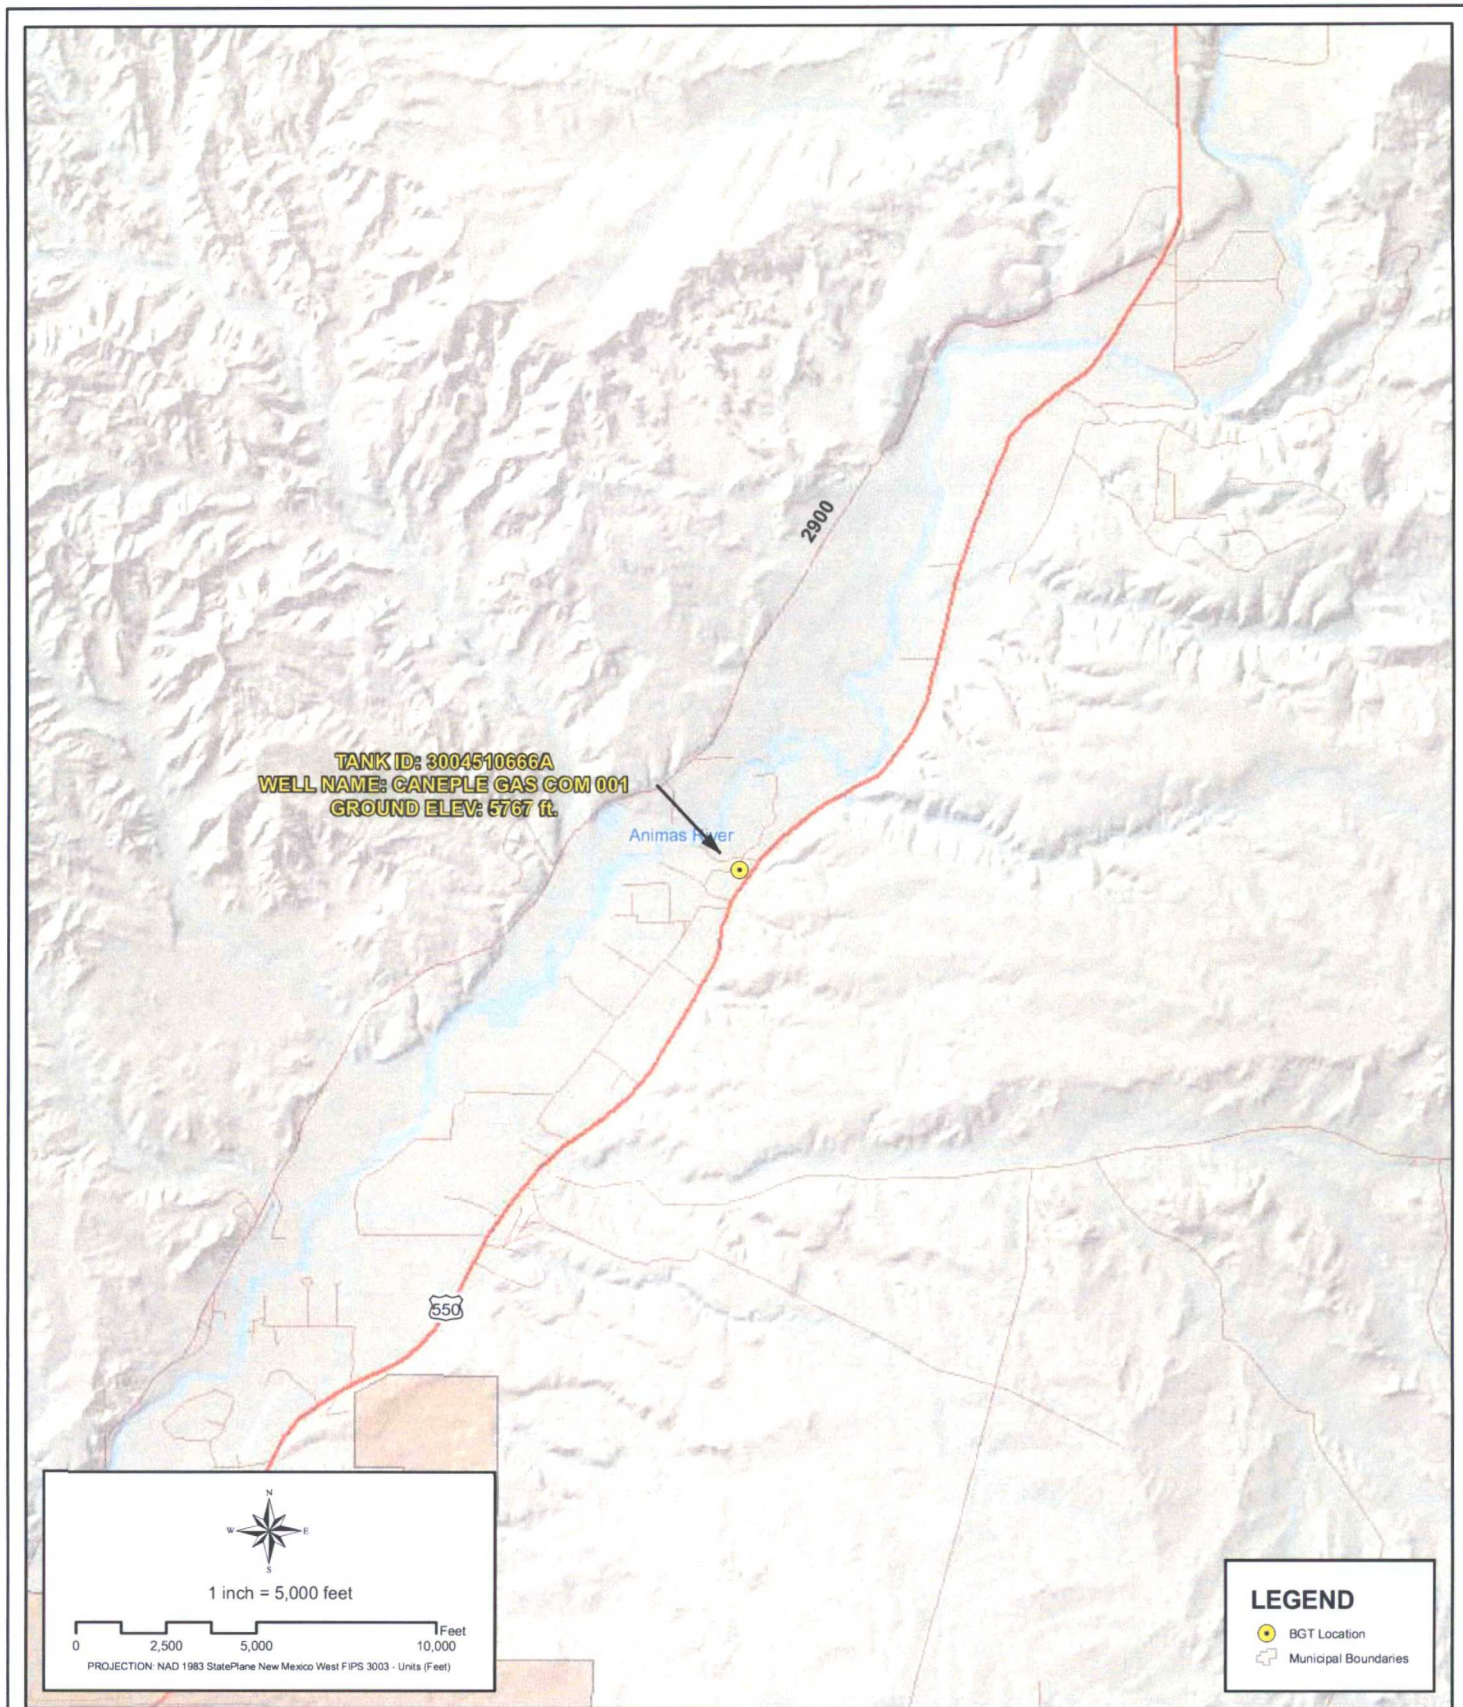 2900
TANK ID: 3004510666A
WELL NAME: CANEPLE GAS COM 001
GROUND ELEV: 5767 ft.
Animas River
550
N
W E
S
1 inch = 5,000 feet
Feet
0 2,500 5,000 10,000
PROJECTION: NAD 1983 StatePlane New Mexico West FIPS 3003 - Units (Feet)
LEGEND
BGT Location
Municipal Boundaries